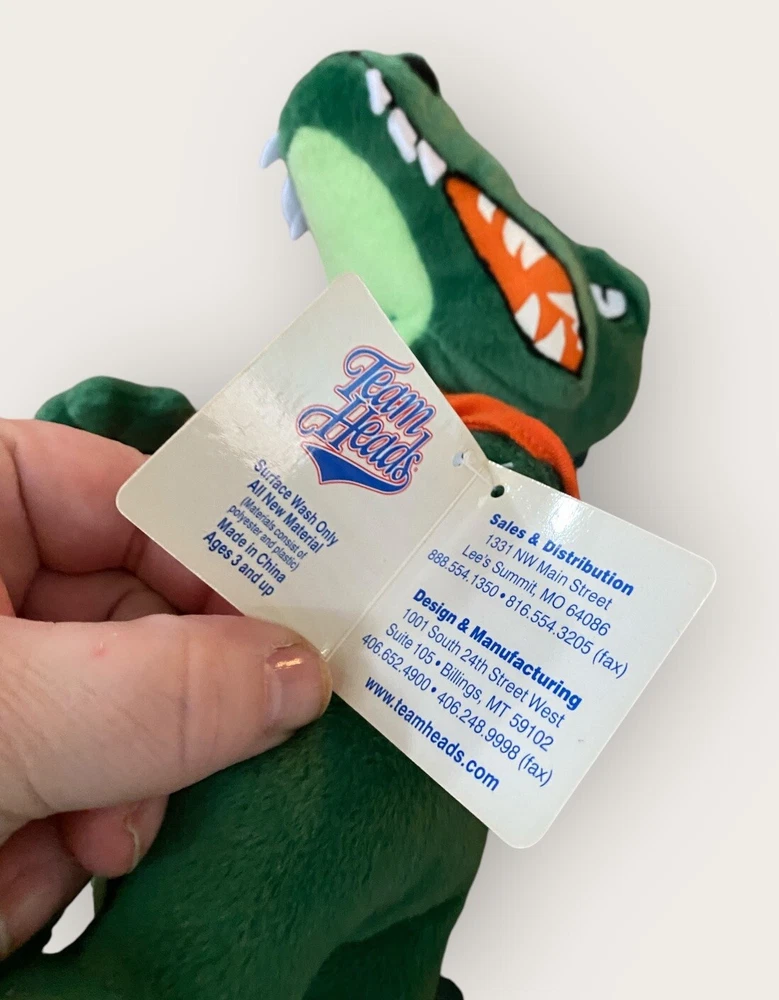 Team
Heads
Surface Wash Only
All New Material
(Materials consist of
polyester and plastic)
Made in China
Ages 3 and up
Sales & Distribution
1331 NW Main Street
Lee's Summit, MO 64086
888.554.1350 • 816.554.3205 (fax)
Design & Manufacturing
1001 South 24th Street West
Suite 105 • Billings, MT 59102
406.652.4900 • 406.248.9998 (fax)
www.teamheads.com